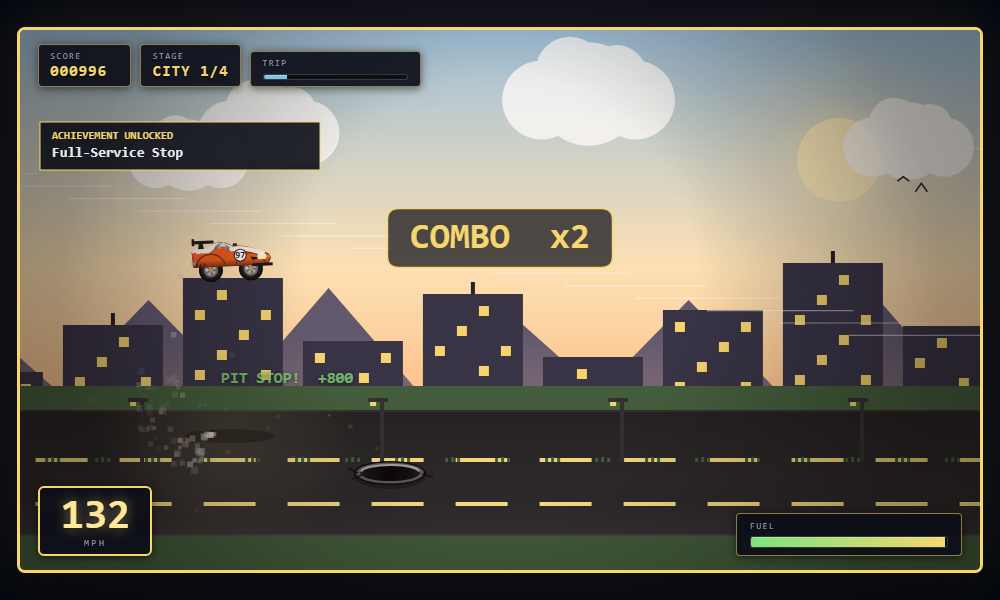 SCORE
000996
STAGE
CITY 1/4
TRIP
ACHIEVEMENT UNLOCKED
Full-Service Stop
COMBO x2
97
PIT STOP! +800
132
MPH
FUEL